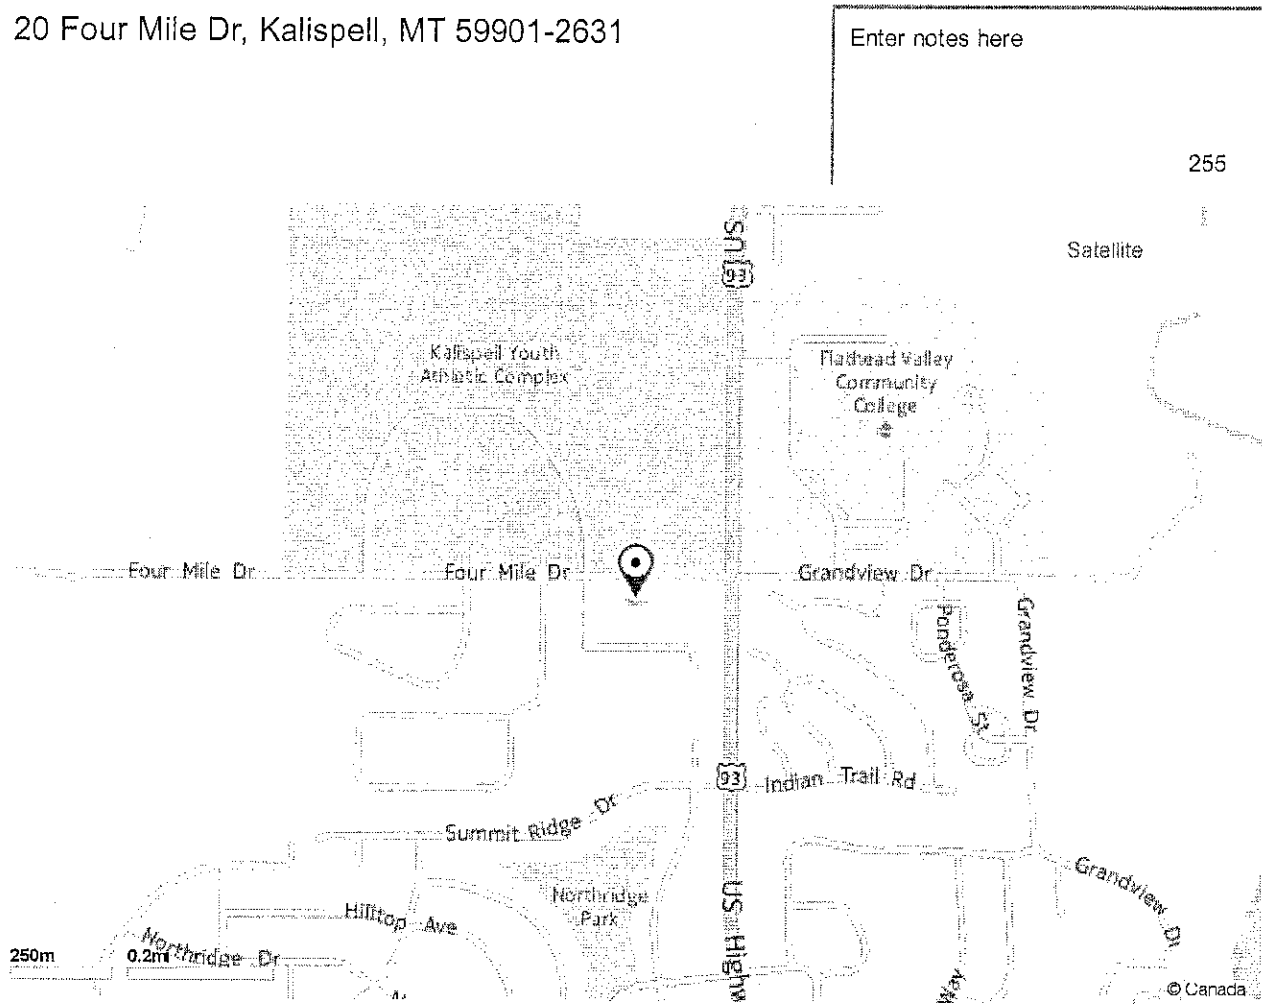 20 Four Mile Dr, Kalispell, MT 59901-2631
Enter notes here
255
US
93
Satellite
Kalispell Youth
Athletic Complex
Flathead Valley
Community
College
Four Mile Dr
Four Mile Dr
Grandview Dr
Ponderosa St
Grandview Dr
93
Indian Trail Rd
Summit Ridge Dr
Northridge
Park
US Highw
Grandview Dr
Hilltop Ave
Northridge Dr
250m
0.2mi
Way
© Canada